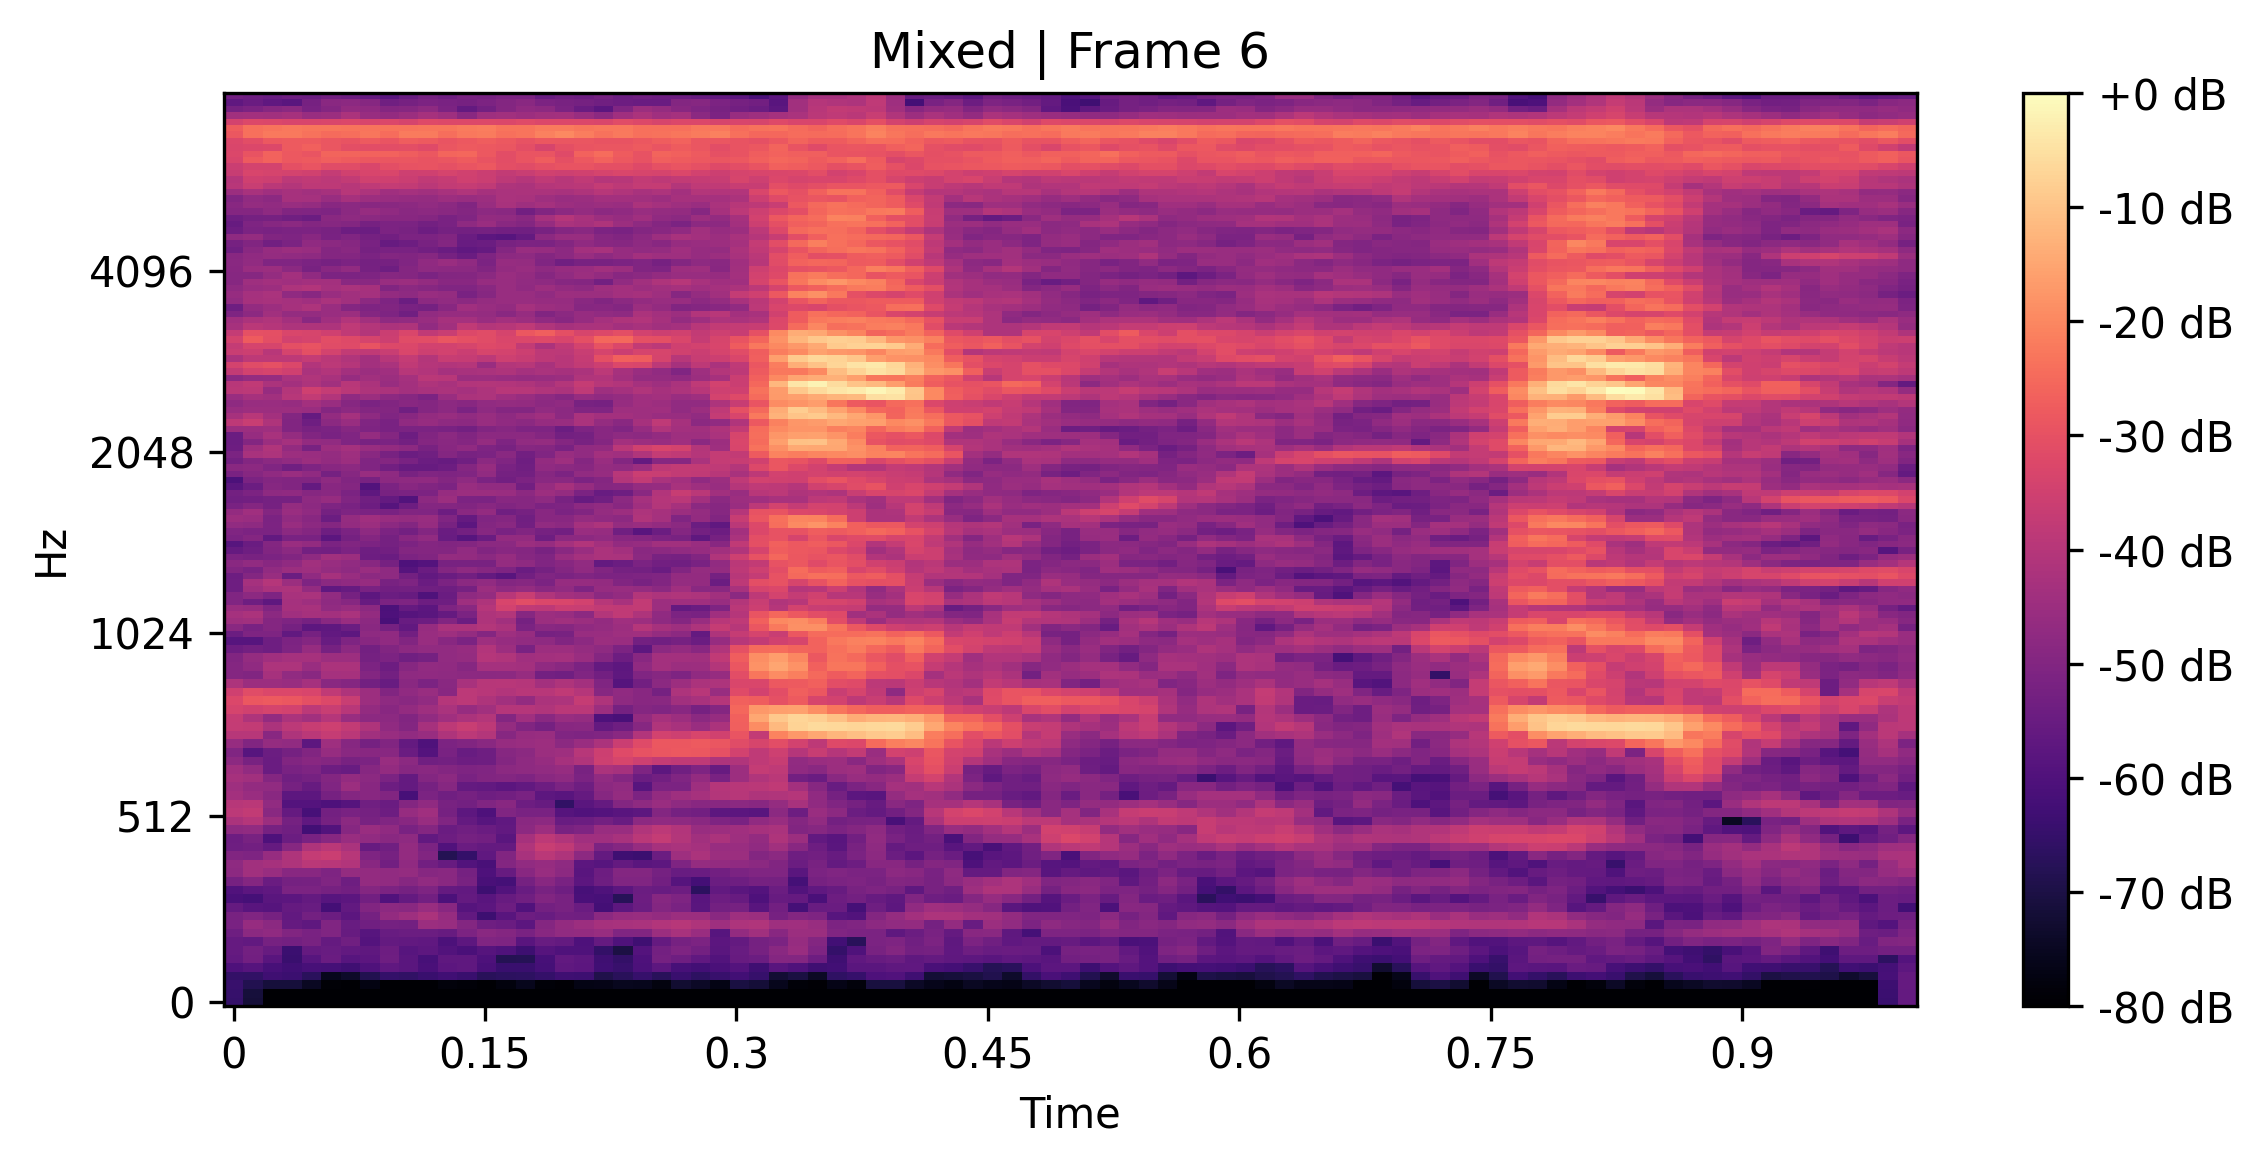 Mixed | Frame 6
+0 dB
-10 dB
-20 dB
-30 dB
-40 dB
-50 dB
-60 dB
-70 dB
-80 dB
4096
2048
1024
512
0
Hz
0 0.15 0.3 0.45 0.6 0.75 0.9
Time